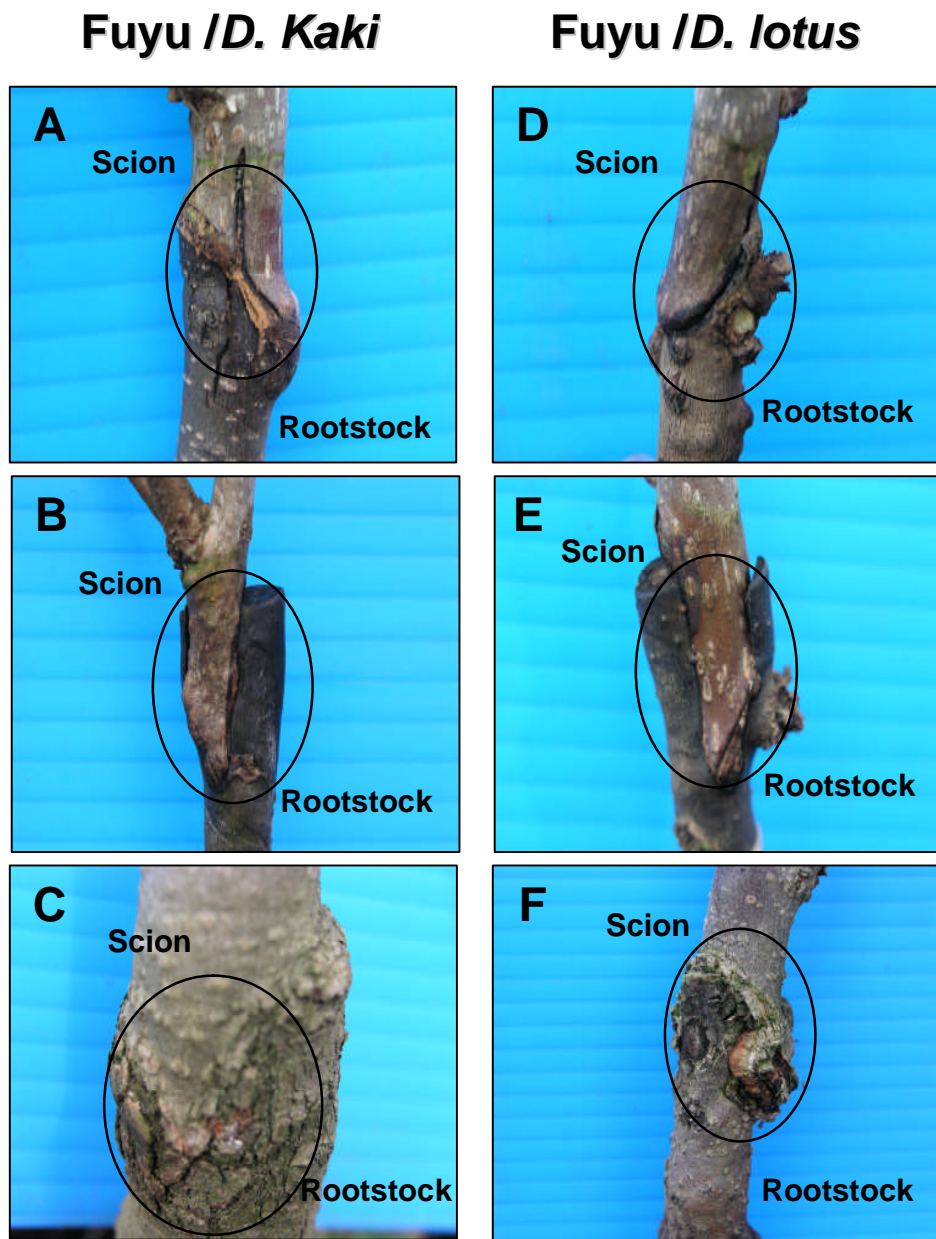 Fuyu /D. Kaki
Fuyu /D. lotus
A
Scion
Rootstock
D
Scion
Rootstock
B
Scion
Rootstock
E
Scion
Rootstock
C
Scion
Rootstock
F
Scion
Rootstock